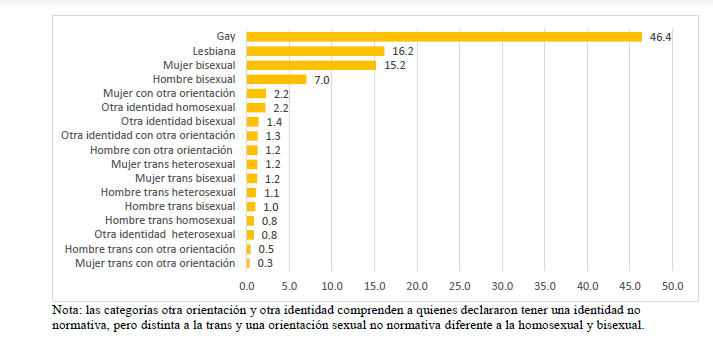 Gay 46.4
Lesbiana 16.2
Mujer bisexual 15.2
Hombre bisexual 7.0
Mujer con otra orientación 2.2
Otra identidad homosexual 2.2
Otra identidad bisexual 1.4
Otra identidad con otra orientación 1.3
Hombre con otra orientación 1.2
Mujer trans heterosexual 1.2
Mujer trans bisexual 1.2
Hombre trans heterosexual 1.1
Hombre trans bisexual 1.0
Hombre trans homosexual 0.8
Otra identidad heterosexual 0.8
Hombre trans con otra orientación 0.5
Mujer trans con otra orientación 0.3
0.0 5.0 10.0 15.0 20.0 25.0 30.0 35.0 40.0 45.0 50.0
Nota: las categorías otra orientación y otra identidad comprenden a quienes declararon tener una identidad no
normativa, pero distinta a la trans y una orientación sexual no normativa diferente a la homosexual y bisexual.